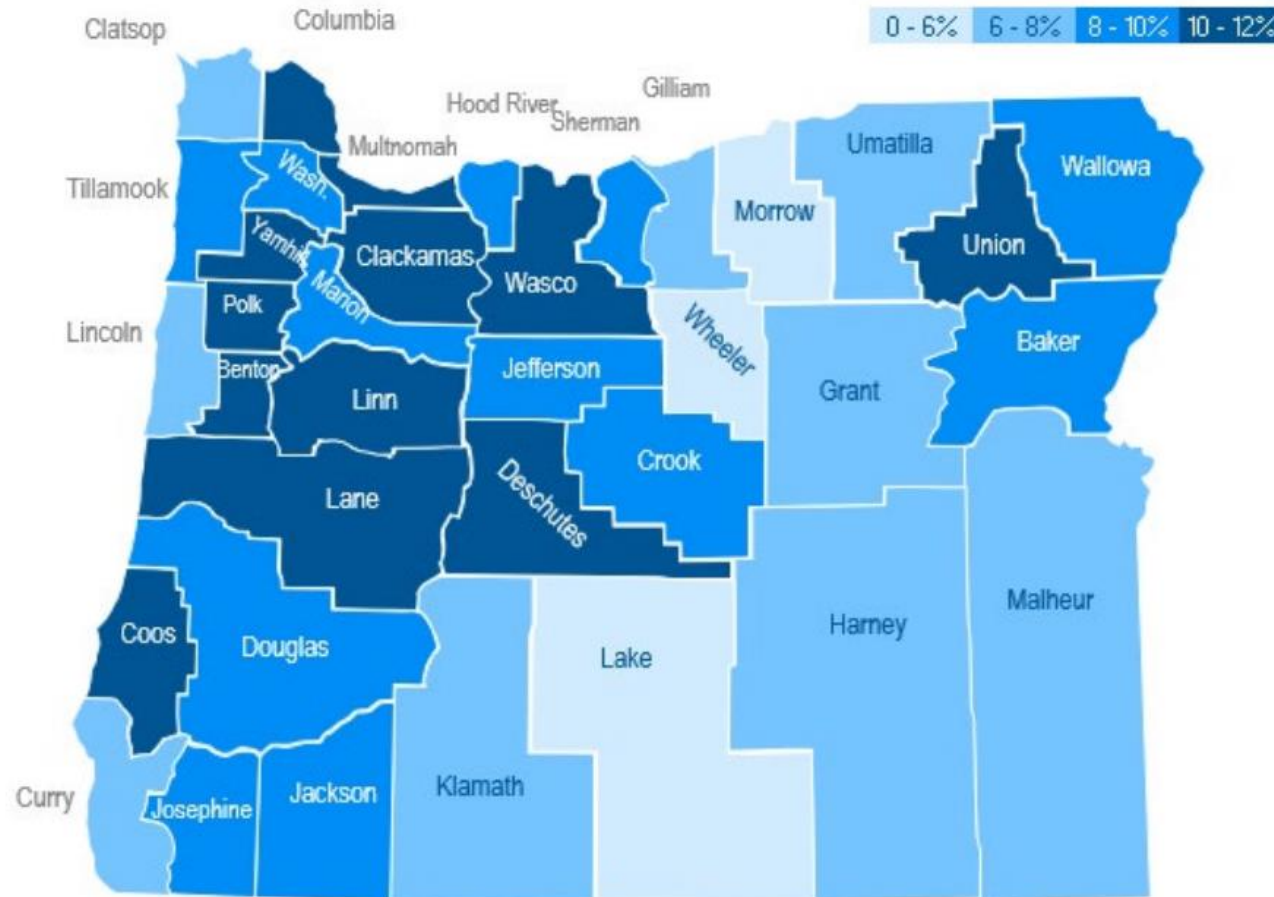 Columbia
Clatsop
0 - 6% 6 - 8% 8 - 10% 10 - 12%
Gilliam
Hood River
Sherman
Multnomah
Umatilla
Wash.
Wallowa
Tillamook
Morrow
Yamhill
Clackamas
Union
Wasco
Polk
Marion
Lincoln
Wheeler
Baker
Benton
Jefferson
Grant
Linn
Crook
Lane
Deschutes
Malheur
Coos
Harney
Douglas
Lake
Curry
Josephine
Jackson
Klamath